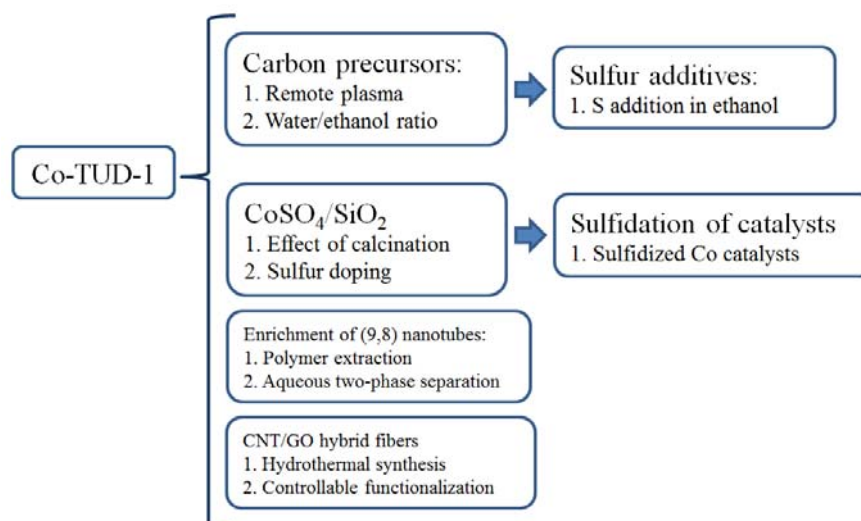 Co-TUD-1
Carbon precursors:
1. Remote plasma
2. Water/ethanol ratio
Sulfur additives:
1. S addition in ethanol
CoSO₄/SiO₂
1. Effect of calcination
2. Sulfur doping
Sulfidation of catalysts
1. Sulfidized Co catalysts
Enrichment of (9,8) nanotubes:
1. Polymer extraction
2. Aqueous two-phase separation
CNT/GO hybrid fibers
1. Hydrothermal synthesis
2. Controllable functionalization